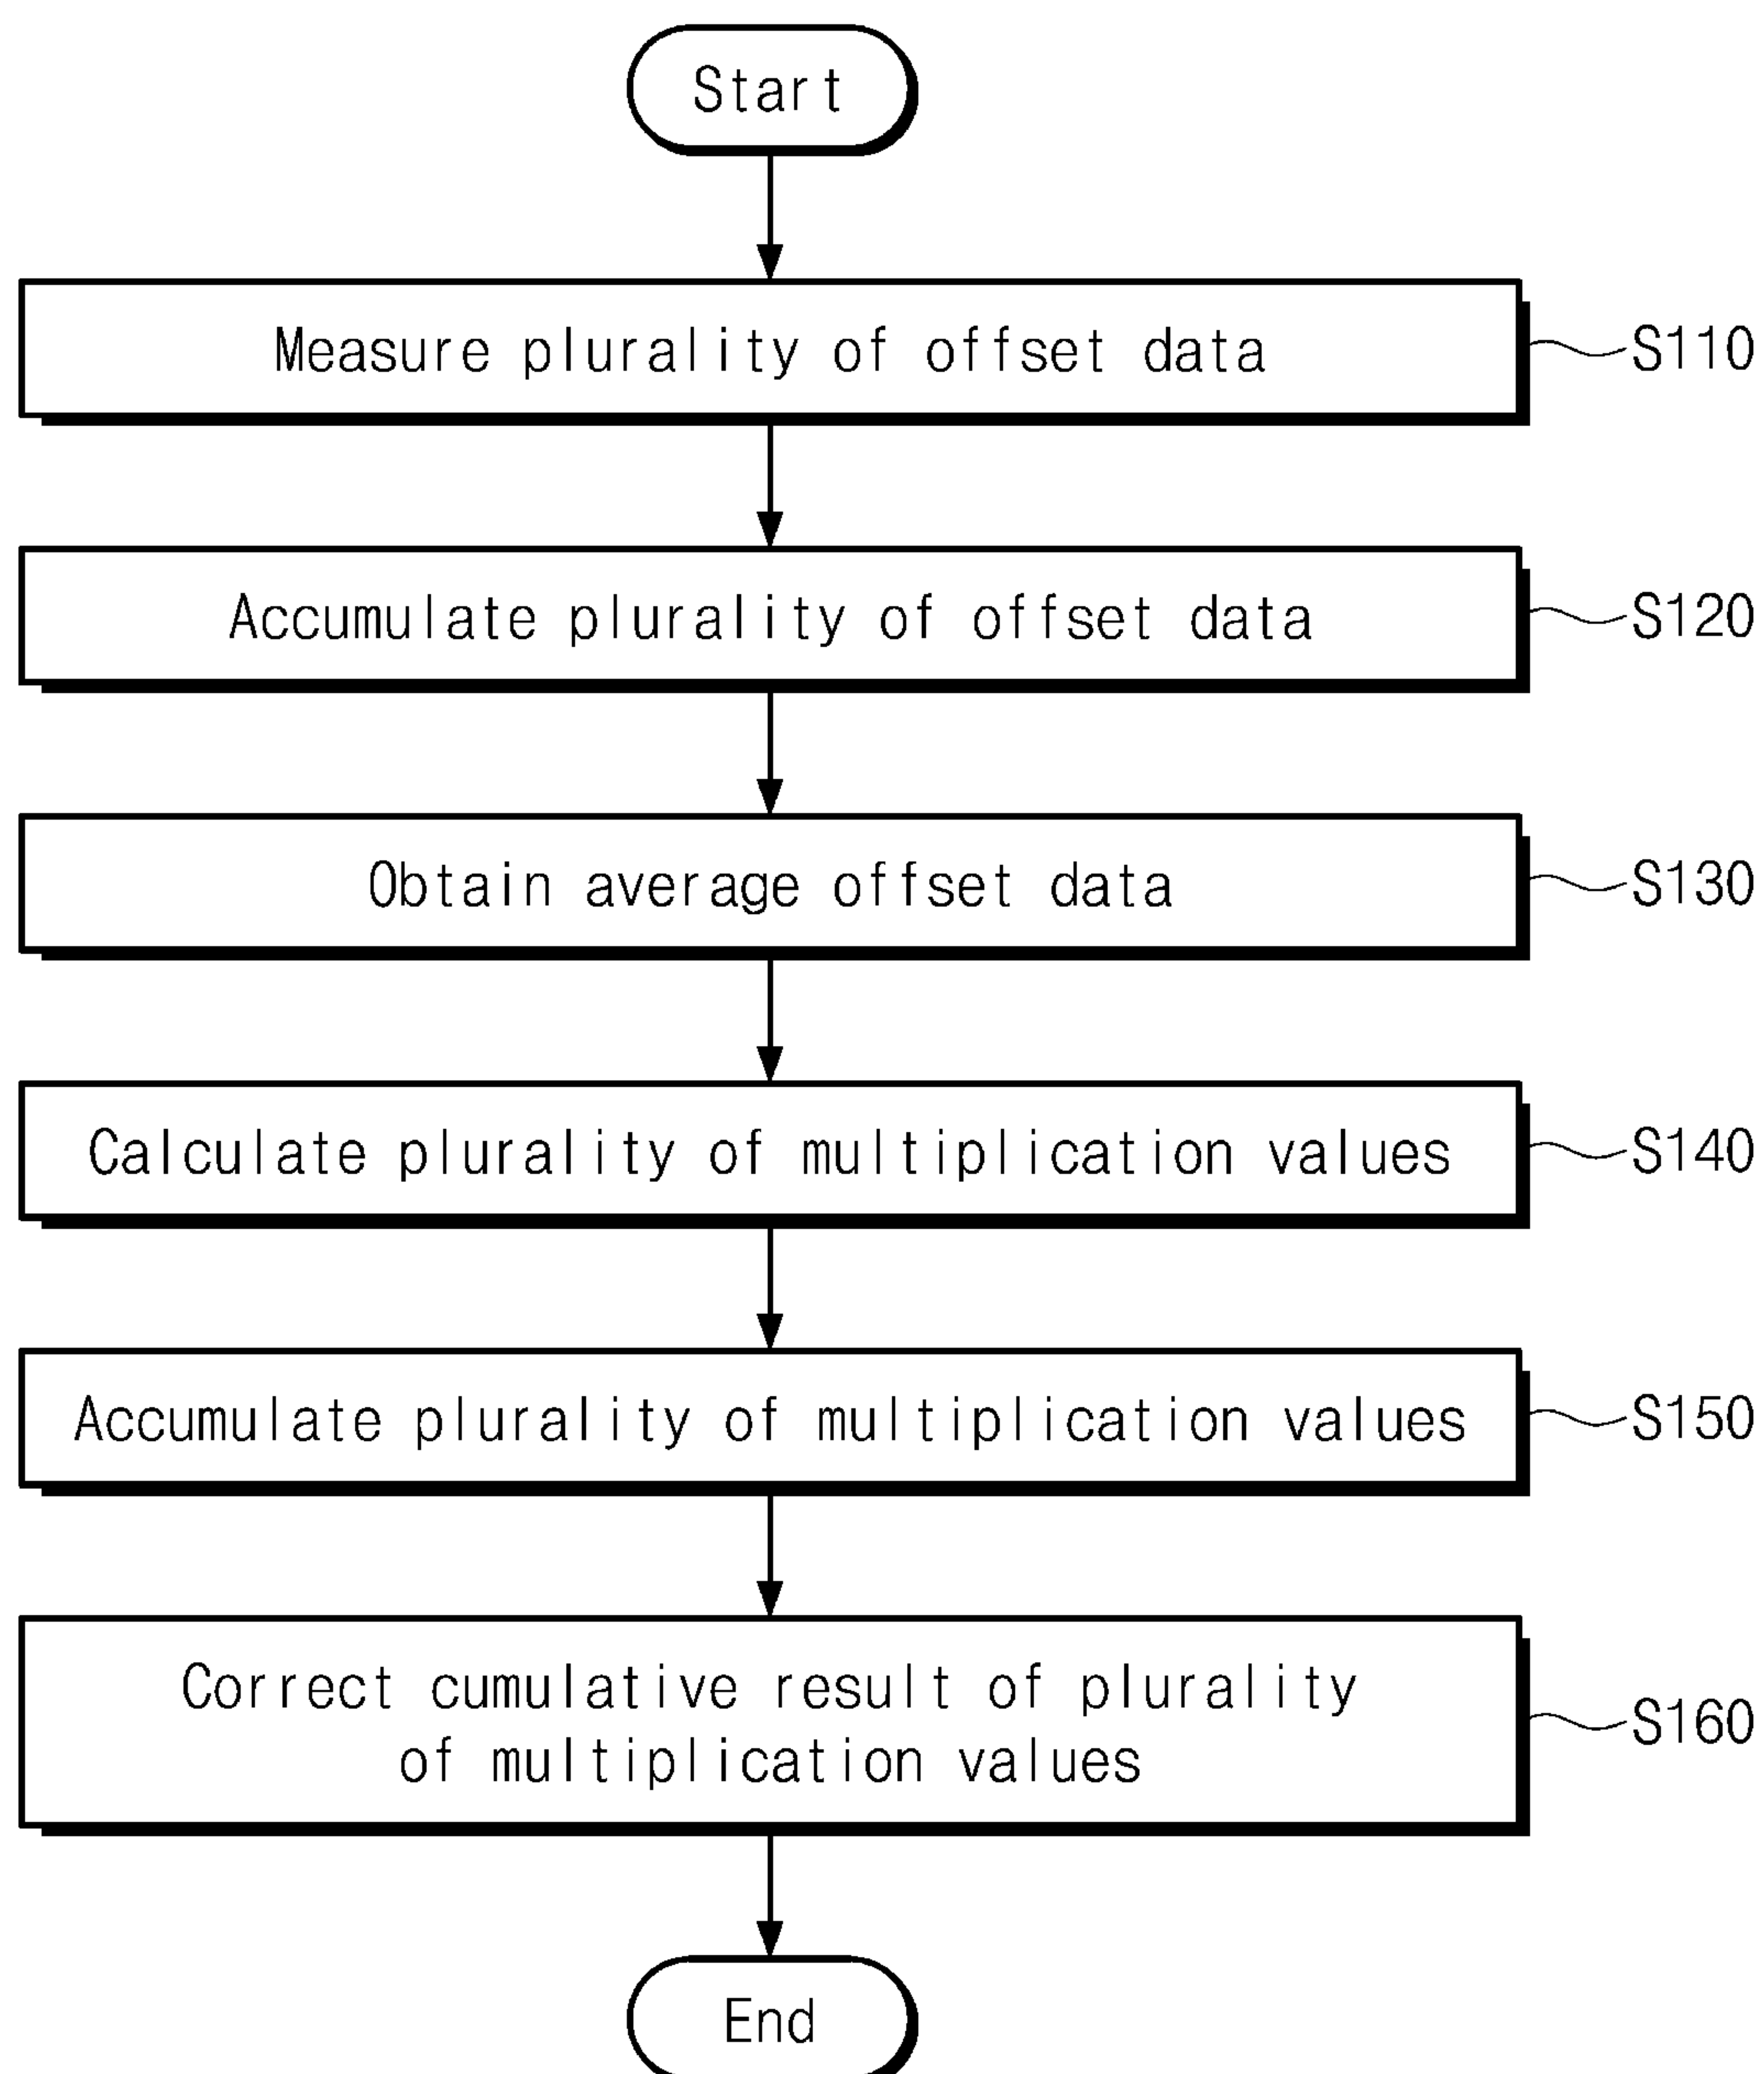 Start
Measure plurality of offset data
S110
Accumulate plurality of offset data
S120
Obtain average offset data
S130
Calculate plurality of multiplication values
S140
Accumulate plurality of multiplication values
S150
Correct cumulative result of plurality
of multiplication values
S160
End